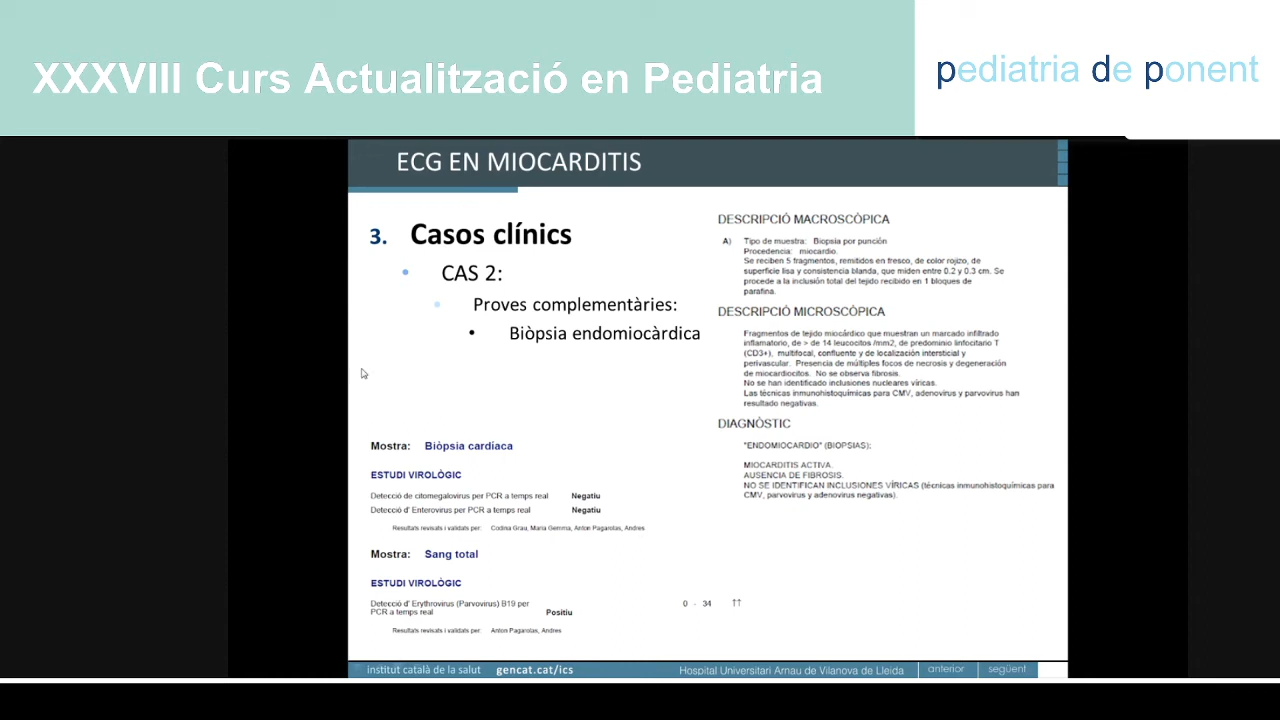 XXXVIII Curs Actualització en Pediatria
pediatria de ponent
ECG EN MIOCARDITIS
3. Casos clínics
• CAS 2:
• Proves complementàries:
• Biòpsia endomiocàrdica
Mostra: Biòpsia cardíaca
ESTUDI VIROLÒGIC
Detecció de citomegalovirus per PCR a temps real Negatiu
Detecció d' Enterovirus per PCR a temps real Negatiu
Resultats revisats i validats per: Codina Grau, Maria Gemma, Anton Pagarolas, Andres
Mostra: Sang total
ESTUDI VIROLÒGIC
Detecció d' Erythrovirus (Parvovirus) B19 per
PCR a temps real Positiu
0 - 34 ††
Resultats revisats i validats per: Anton Pagarolas, Andres
DESCRIPCIÓ MACROSCÒPICA
A) Tipo de muestra: Biopsia por punción
Procedencia: miocardio.
Se reciben 5 fragmentos, remitidos en fresco, de color rojizo, de
superficie lisa y consistencia blanda, que miden entre 0.2 y 0.3 cm. Se
procede a la inclusión total del tejido recibido en 1 bloques de
parafina.
DESCRIPCIÓ MICROSCÒPICA
Fragmentos de tejido miocárdico que muestran un marcado infiltrado
inflamatorio, de > de 14 leucocitos /mm2, de predominio linfocitario T
(CD3+), multifocal, confluente y de localización intersticial y
perivascular. Presencia de múltiples focos de necrosis y degeneración
de miocardiocitos. No se observa fibrosis.
No se han identificado inclusiones nucleares víricas.
Las técnicas inmunohistoquímicas para CMV, adenovirus y parvovirus han
resultado negativas.
DIAGNÒSTIC
"ENDOMIOCARDIO" (BIOPSIAS);
MIOCARDITIS ACTIVA.
AUSENCIA DE FIBROSIS.
NO SE IDENTIFICAN INCLUSIONES VÍRICAS (técnicas inmunohistoquímicas para
CMV, parvovirus y adenovirus negativas).
institut català de la salut gencat.cat/ics Hospital Universitari Arnau de Vilanova de Lleida anterior següent